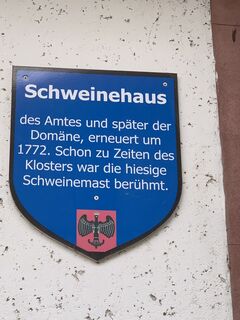 Schweinehaus
des Amtes und später der
Domäne, erneuert um
1772. Schon zu Zeiten des
Klosters war die hiesige
Schweinemast berühmt.